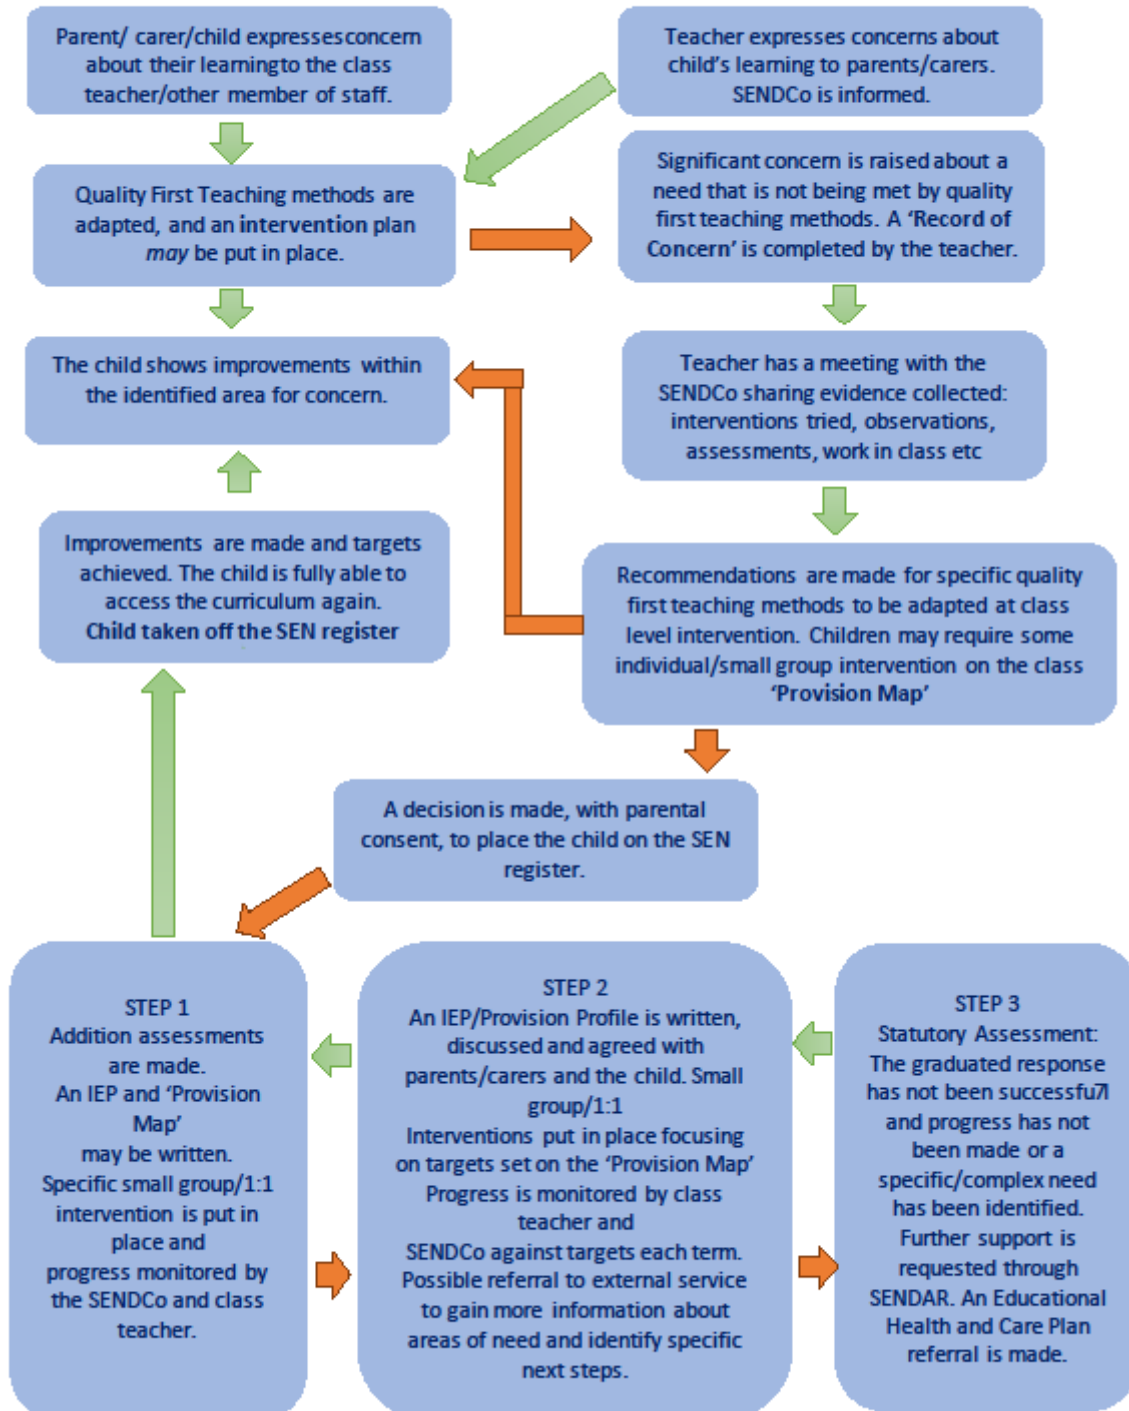 Parent/ carer/child expressesconcern
about their learningto the class
teacher/other member of staff.
Teacher expresses concerns about
child's learning to parents/carers.
SENDCo is informed.
Quality First Teaching methods are
adapted, and an intervention plan
may be put in place.
Significant concern is raised about a
need that is not being met by quality
first teaching methods. A ‘Record of
Concern’ is completed by the teacher.
The child shows improvements within
the identified area for concern.
Teacher has a meeting with the
SENDCo sharing evidence collected:
interventions tried, observations,
assessments, work in class etc
Improvements are made and targets
achieved. The child is fully able to
access the curriculum again.
Child taken off the SEN register
Recommendations are made for specific quality
first teaching methods to be adapted at class
level intervention. Children may require some
individual/small group intervention on the class
‘Provision Map’
A decision is made, with parental
consent, to place the child on the SEN
register.
STEP 1
Addition assessments
are made.
An IEP and ‘Provision
Map’
may be written.
Specific small group/1:1
intervention is put in
place and
progress monitored by
the SENDCo and class
teacher.
STEP 2
An IEP/Provision Profile is written,
discussed and agreed with
parents/carers and the child. Small
group/1:1
Interventions put in place focusing
on targets set on the ‘Provision Map’
Progress is monitored by class
teacher and
SENDCo against targets each term.
Possible referral to external service
to gain more information about
areas of need and identify specific
next steps.
STEP 3
Statutory Assessment:
The graduated response
has not been successful
and progress has not
been made or a
specific/complex need
has been identified.
Further support is
requested through
SENDAR. An Educational
Health and Care Plan
referral is made.